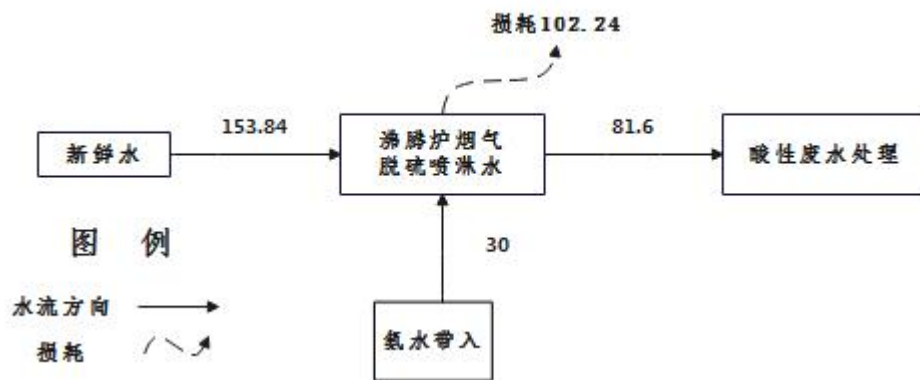 损耗102.24
153.84
81.6
新鲜水
沸腾炉烟气
脱硫喷淋水
酸性废水处理
图 例
30
水流方向
氨水带入
损耗